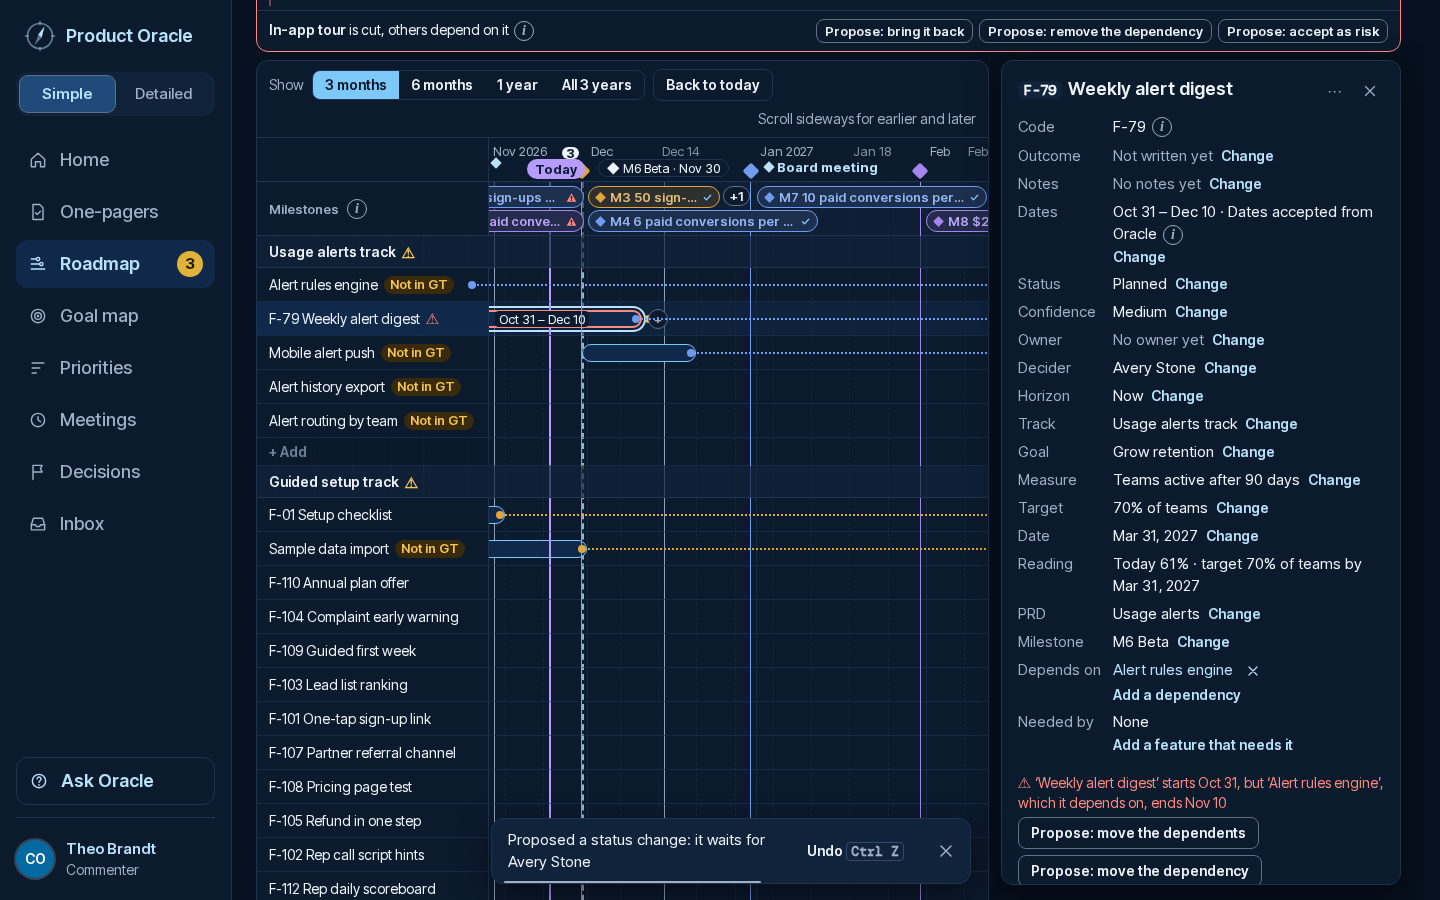 Product Oracle
Simple
Detailed
Home
One-pagers
Roadmap
3
Goal map
Priorities
Meetings
Decisions
Inbox
Ask Oracle
CO
Theo Brandt
Commenter
In-app tour is cut, others depend on it i
Propose: bring it back
Propose: remove the dependency
Propose: accept as risk
Show
3 months
6 months
1 year
All 3 years
Back to today
Scroll sideways for earlier and later
Nov 2026
3
Dec
Dec 14
Jan 2027
Jan 18
Feb
Feb
Today
M6 Beta · Nov 30
Board meeting
Milestones i
sign-ups ...
M3 50 sign-...
+1
M7 10 paid conversions per...
paid conve...
M4 6 paid conversions per ...
M8 $2
Usage alerts track
Alert rules engine Not in GT
F-79 Weekly alert digest
Oct 31 – Dec 10
Mobile alert push Not in GT
Alert history export Not in GT
Alert routing by team Not in GT
+ Add
Guided setup track
F-01 Setup checklist
Sample data import Not in GT
F-110 Annual plan offer
F-104 Complaint early warning
F-109 Guided first week
F-103 Lead list ranking
F-101 One-tap sign-up link
F-107 Partner referral channel
F-108 Pricing page test
F-105 Refund in one step
F-102 Rep call script hints
F-112 Rep daily scoreboard
Proposed a status change: it waits for
Avery Stone
Undo Ctrl Z
F-79 Weekly alert digest
Code F-79 i
Outcome Not written yet Change
Notes No notes yet Change
Dates Oct 31 – Dec 10 · Dates accepted from
Oracle i
Change
Status Planned Change
Confidence Medium Change
Owner No owner yet Change
Decider Avery Stone Change
Horizon Now Change
Track Usage alerts track Change
Goal Grow retention Change
Measure Teams active after 90 days Change
Target 70% of teams Change
Date Mar 31, 2027 Change
Reading Today 61% · target 70% of teams by
Mar 31, 2027
PRD Usage alerts Change
Milestone M6 Beta Change
Depends on Alert rules engine
Add a dependency
Needed by None
Add a feature that needs it
‘Weekly alert digest’ starts Oct 31, but ‘Alert rules engine’,
which it depends on, ends Nov 10
Propose: move the dependents
Propose: remove the dependency